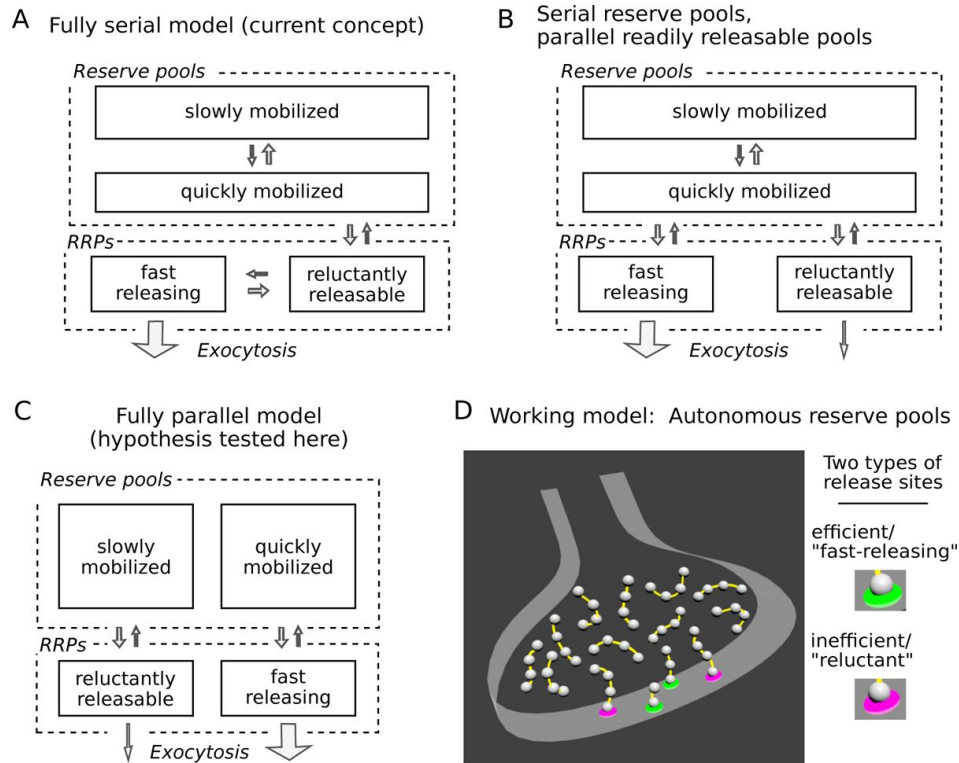 A
Fully serial model (current concept)
Reserve pools
slowly mobilized
quickly mobilized
RRPs
fast
releasing
reluctantly
releasable
Exocytosis
B
Serial reserve pools,
parallel readily releasable pools
Reserve pools
slowly mobilized
quickly mobilized
RRPs
fast
releasing
reluctantly
releasable
Exocytosis
C
Fully parallel model
(hypothesis tested here)
Reserve pools
slowly
mobilized
quickly
mobilized
RRPs
reluctantly
releasable
fast
releasing
Exocytosis
D
Working model: Autonomous reserve pools
Two types of
release sites
efficient/
"fast-releasing"
inefficient/
"reluctant"